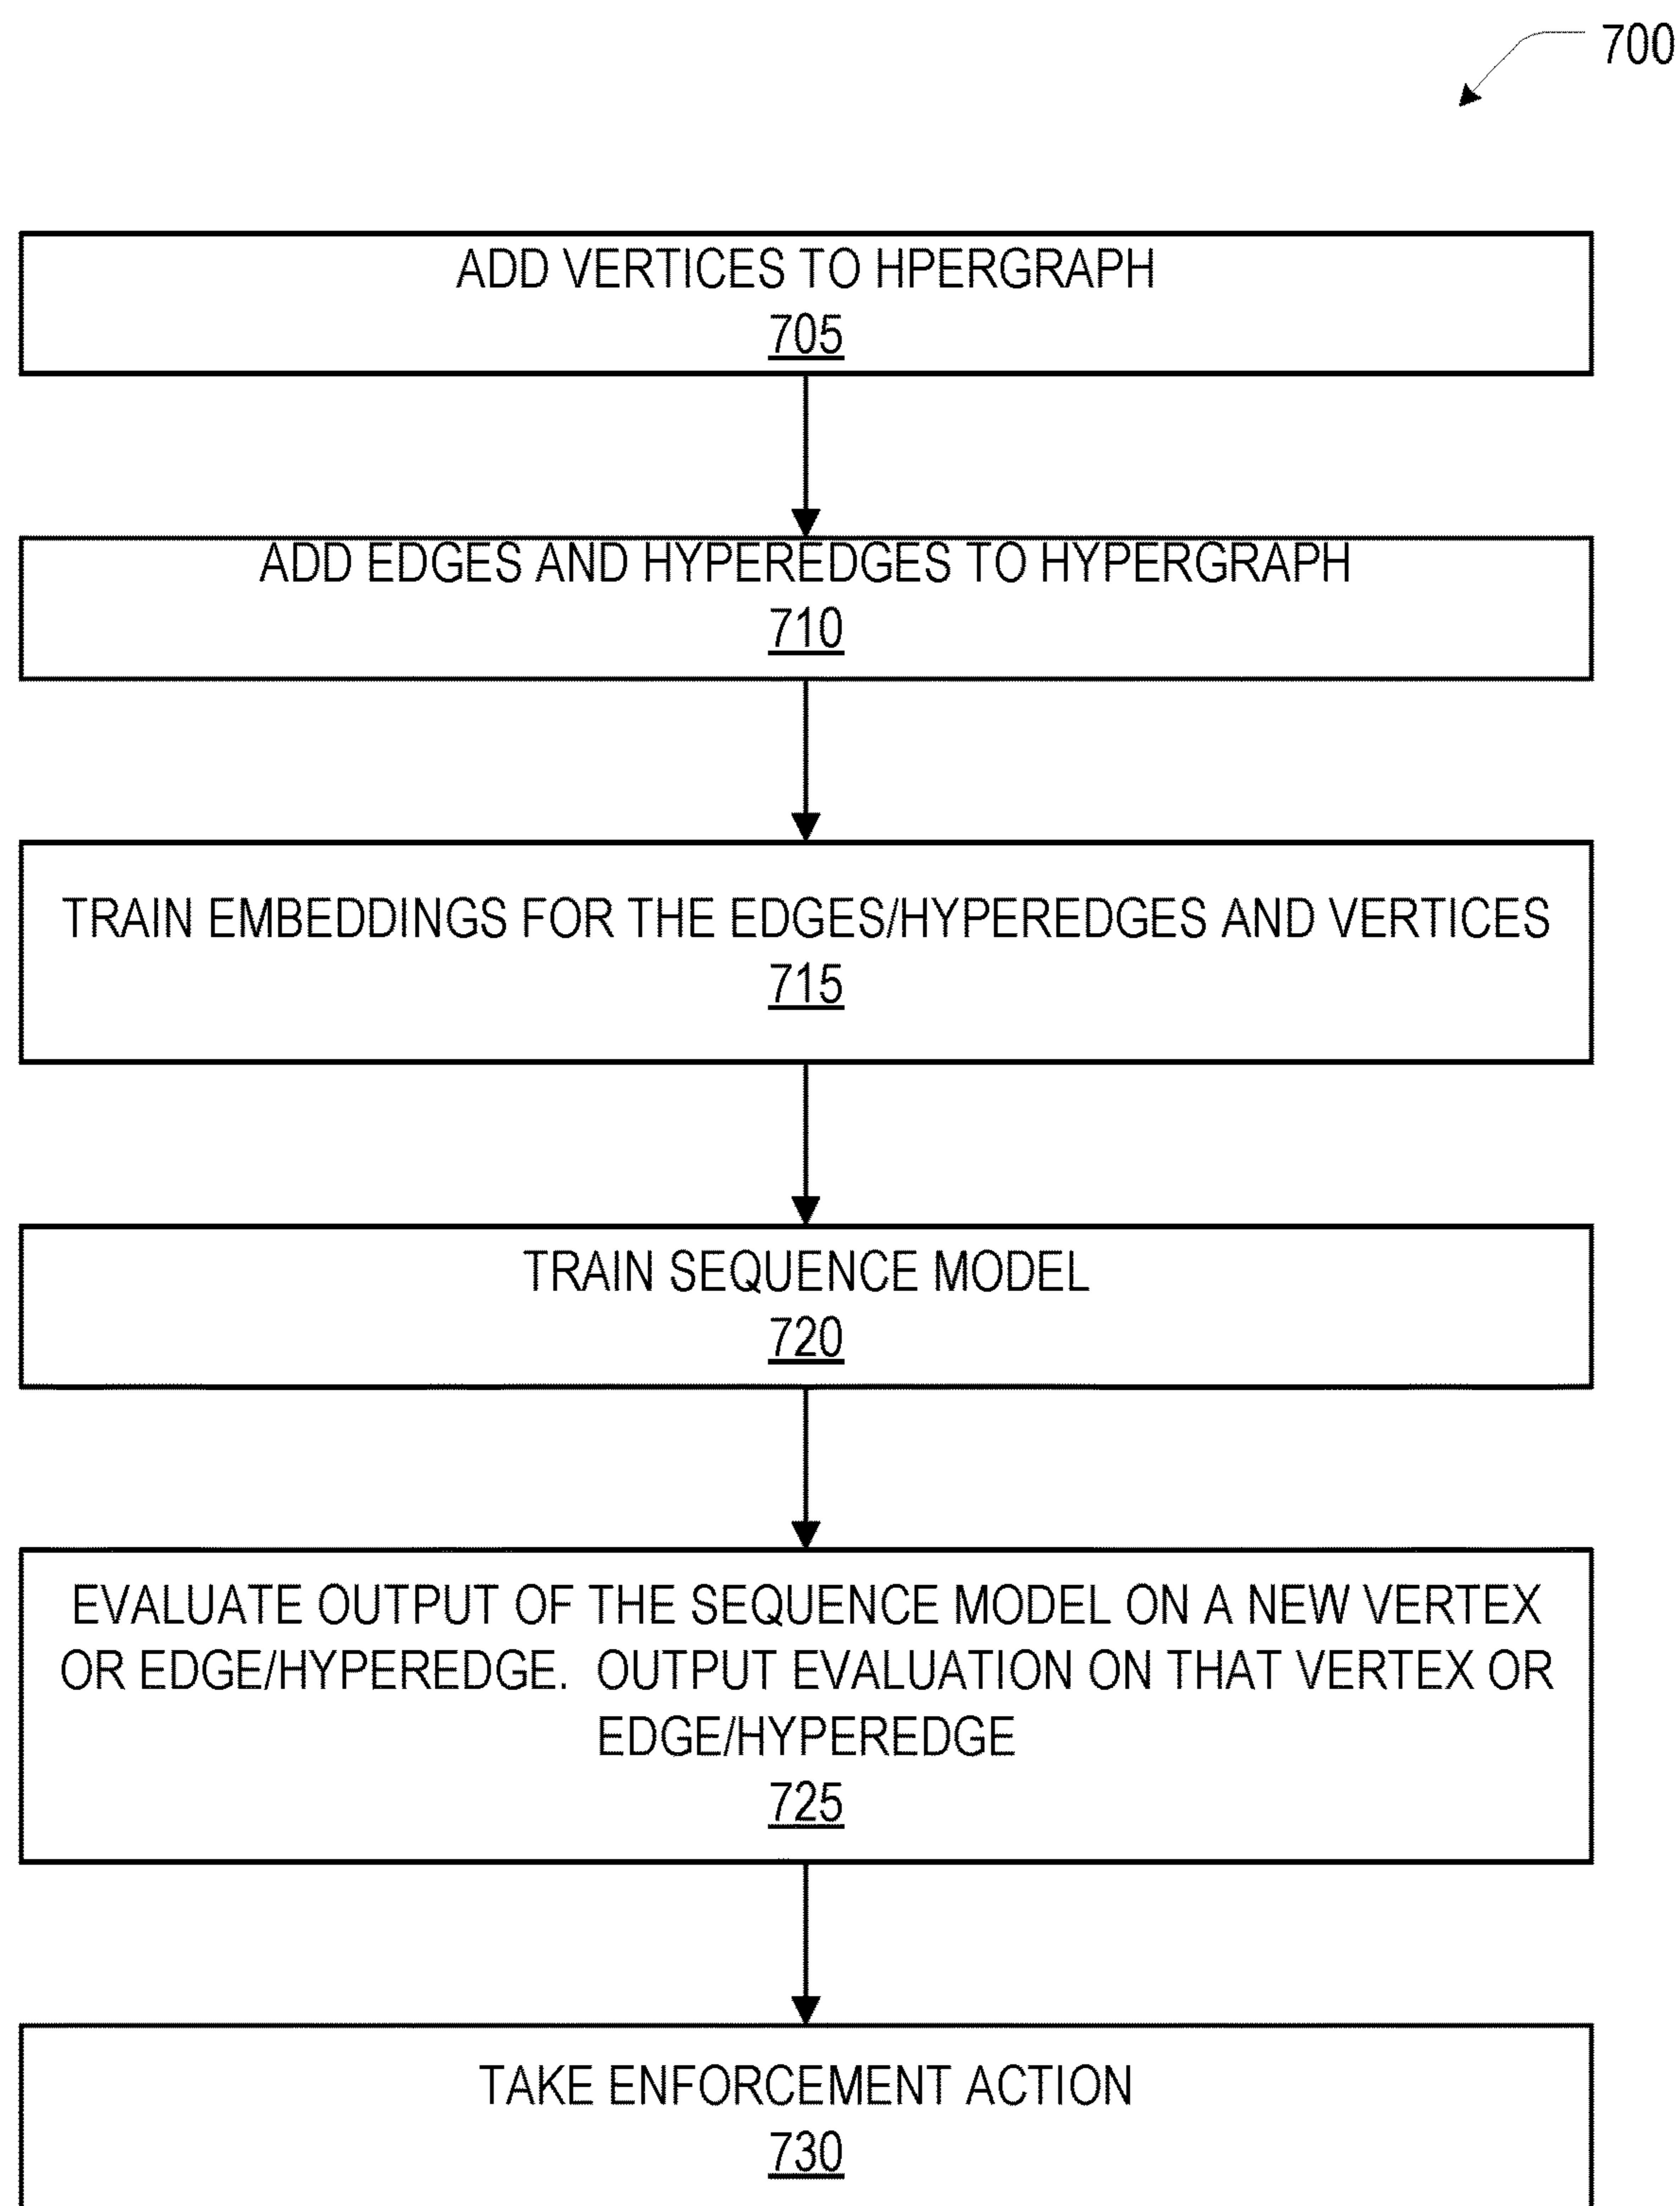 700
ADD VERTICES TO HPERGRAPH
705
ADD EDGES AND HYPEREDGES TO HYPERGRAPH
710
TRAIN EMBEDDINGS FOR THE EDGES/HYPEREDGES AND VERTICES
715
TRAIN SEQUENCE MODEL
720
EVALUATE OUTPUT OF THE SEQUENCE MODEL ON A NEW VERTEX
OR EDGE/HYPEREDGE. OUTPUT EVALUATION ON THAT VERTEX OR
EDGE/HYPEREDGE
725
TAKE ENFORCEMENT ACTION
730